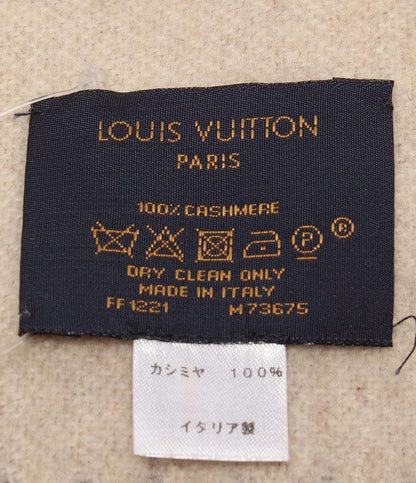 LOUIS VUITTON
PARIS
100% CASHMERE
P ®
DRY CLEAN ONLY
MADE IN ITALY
FF1221 M73675
カシミヤ 100%
イタリア製